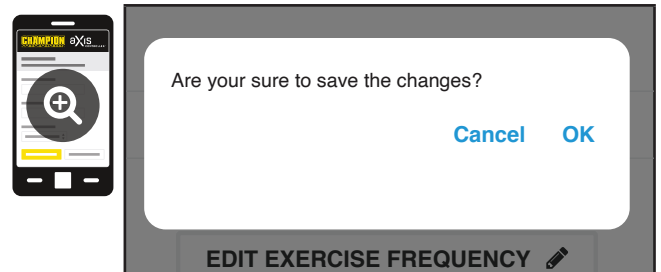 CHAMPION aXis
Are your sure to save the changes?
Cancel OK
EDIT EXERCISE FREQUENCY